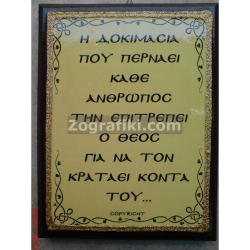 Η ΔΟΚΙΜΑΣΙΑ
ΠΟΥ ΠΕΡΝΑΕΙ
ΚΑΘΕ
ΑΝΘΡΩΠΟΣ
ΤΗΝ ΕΠΙΤΡΕΠΕΙ
Zografiki.com
Ο ΘΕΟΣ
ΓΙΑ ΝΑ ΤΟΝ
ΚΡΑΤΑΕΙ ΚΟΝΤΑ
ΤΟΥ...
COPYRIGHT